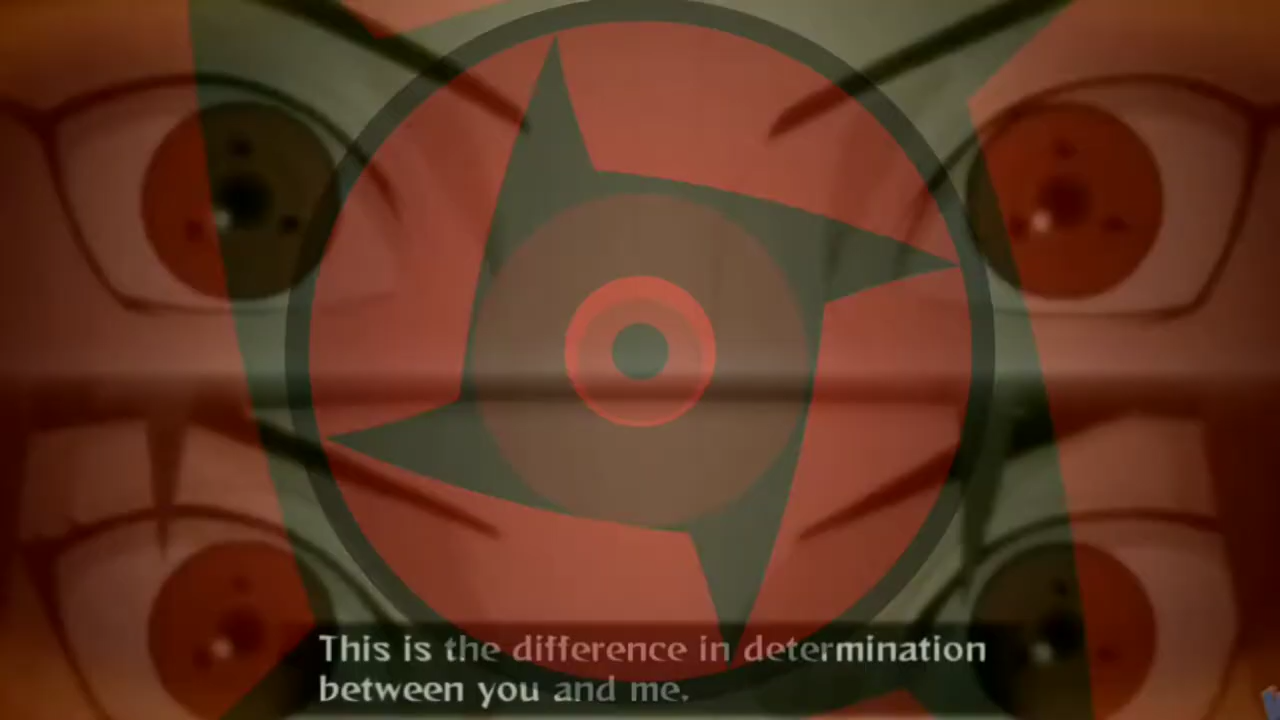 This is the difference in determination
between you and me.